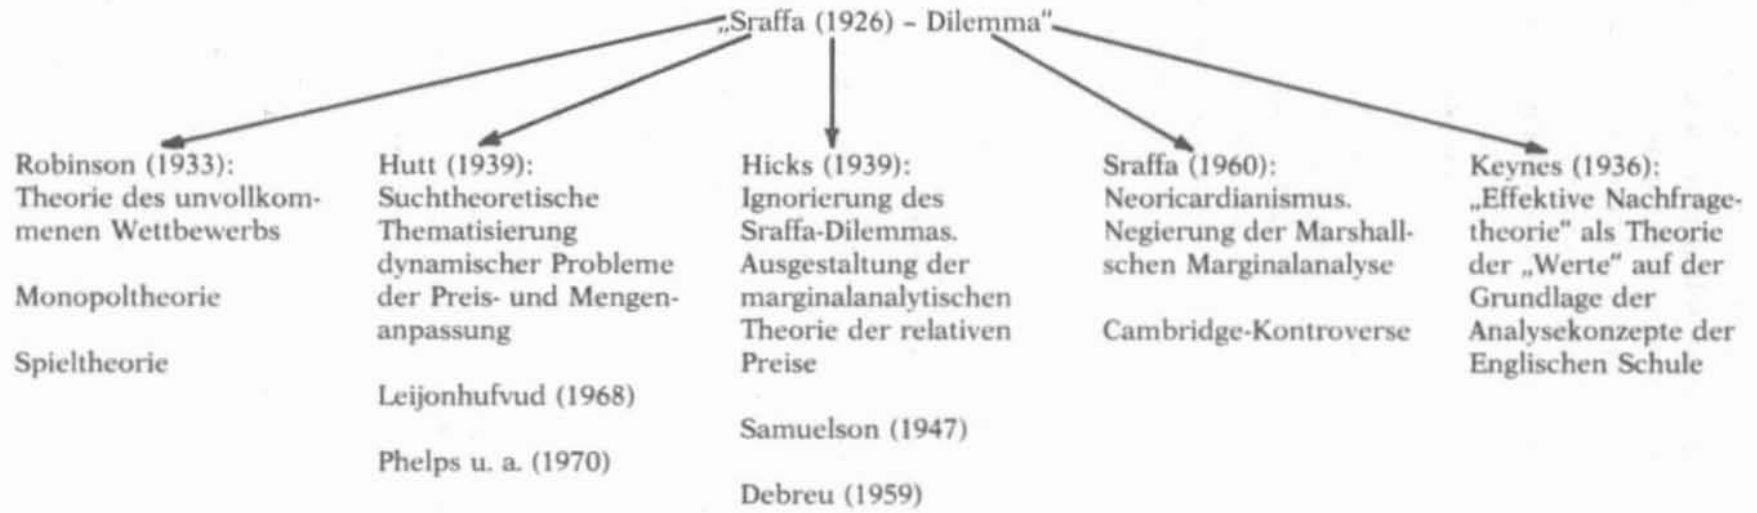 „Sraffa (1926) – Dilemma“
Robinson (1933):
Theorie des unvollkom-
menen Wettbewerbs
Monopoltheorie
Spieltheorie
Hutt (1939):
Suchtheoretische
Thematisierung
dynamischer Probleme
der Preis- und Mengen-
anpassung
Leijonhufvud (1968)
Phelps u. a. (1970)
Hicks (1939):
Ignorierung des
Sraffa-Dilemmas.
Ausgestaltung der
marginalanalytischen
Theorie der relativen
Preise
Samuelson (1947)
Debreu (1959)
Sraffa (1960):
Neoricardianismus.
Negierung der Marshall-
schen Marginalanalyse
Cambridge-Kontroverse
Keynes (1936):
„Effektive Nachfrage-
theorie“ als Theorie
der „Werte“ auf der
Grundlage der
Analysekonzepte der
Englischen Schule